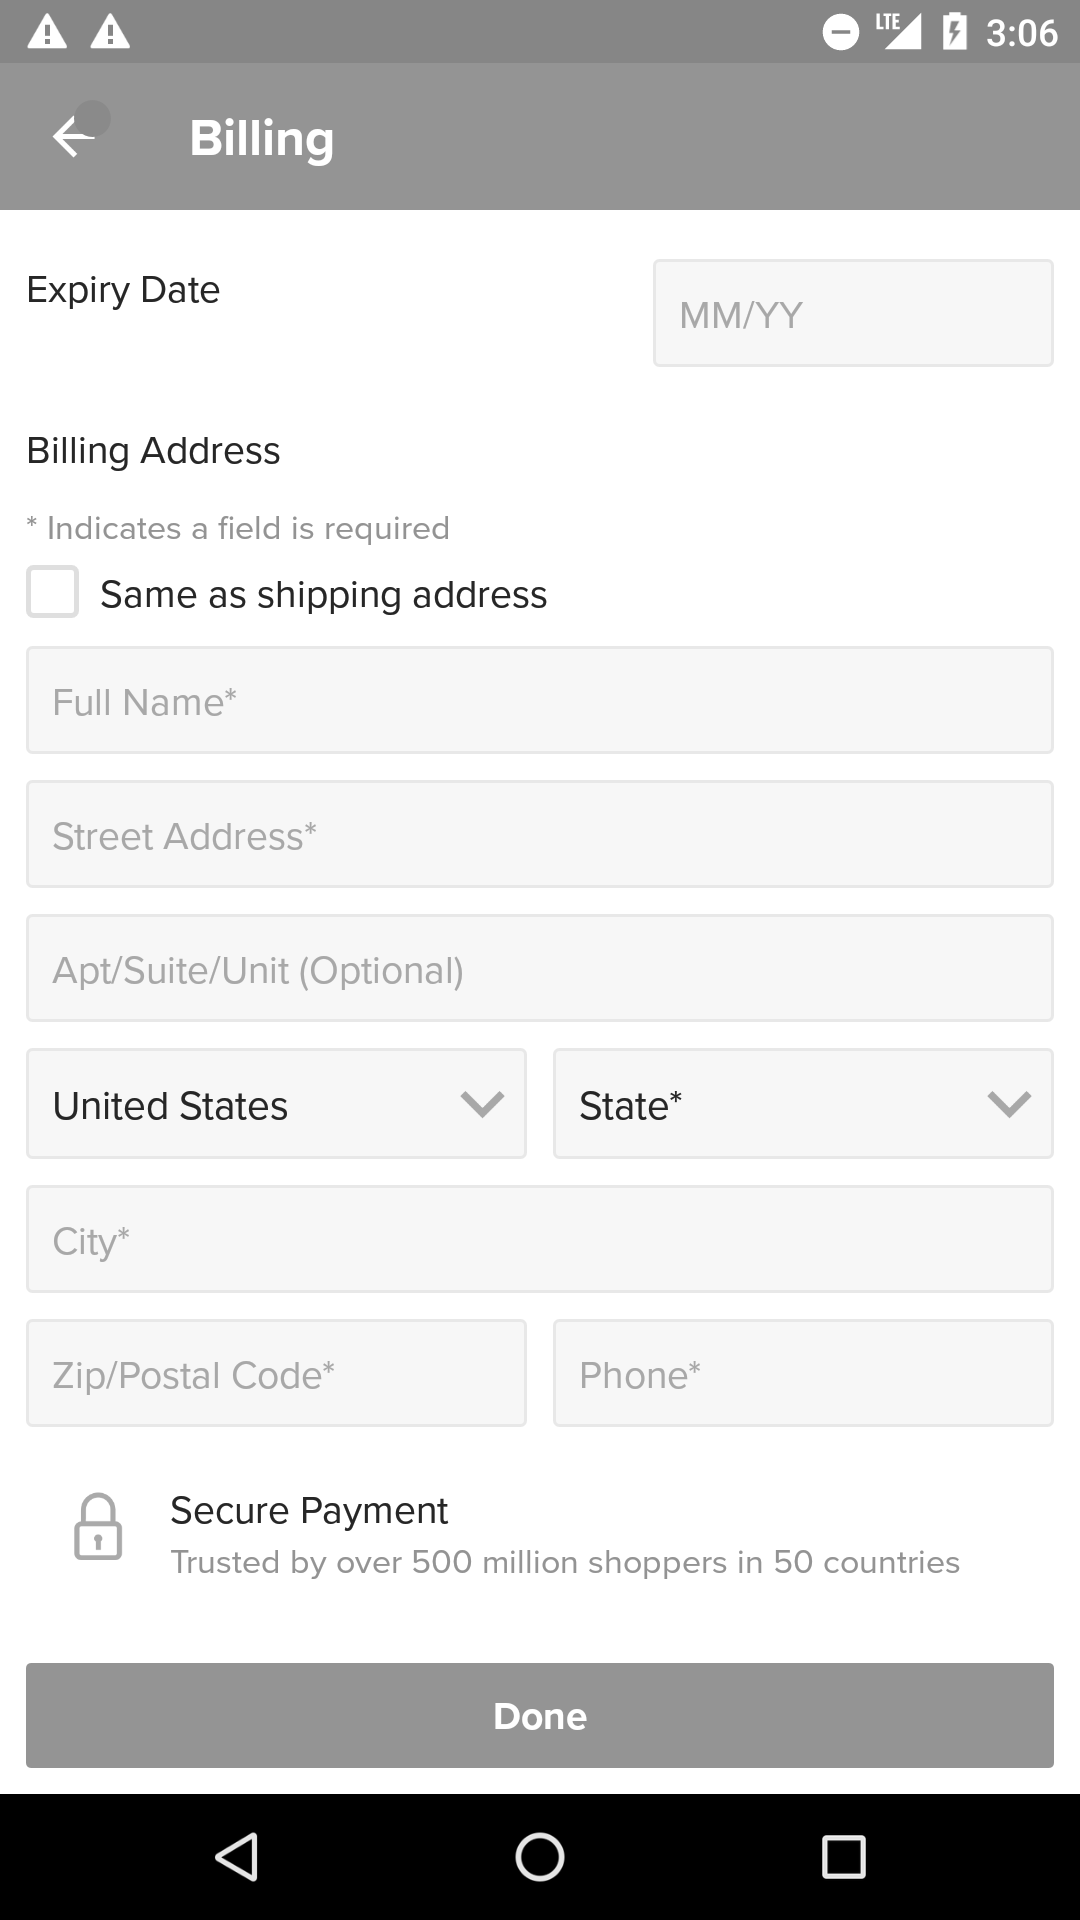 LTE 3:06
Billing
Expiry Date
MM/YY
Billing Address
* Indicates a field is required
Same as shipping address
Full Name*
Street Address*
Apt/Suite/Unit (Optional)
United States State*
City*
Zip/Postal Code* Phone*
Secure Payment
Trusted by over 500 million shoppers in 50 countries
Done